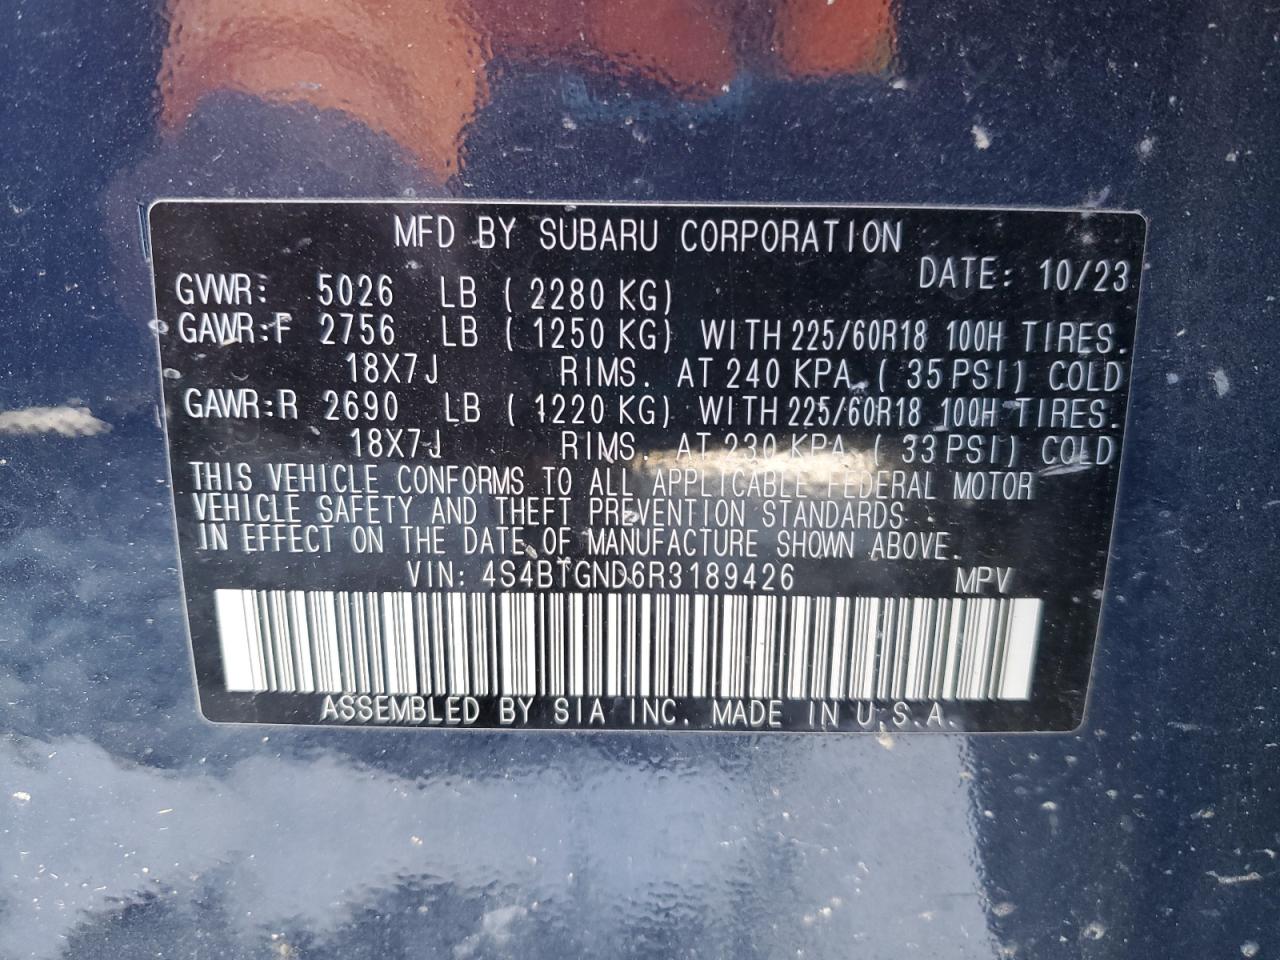 MFD BY SUBARU CORPORATION
DATE: 10/23
GVWR: 5026 LB ( 2280 KG)
GAWR:F 2756 LB ( 1250 KG) WITH 225/60R18 100H TIRES.
18X7J RIMS. AT 240 KPA. ( 35 PSI) COLD
GAWR:R 2690 LB ( 1220 KG) WITH 225/60R18 100H TIRES.
18X7J RIMS. AT 230 KPA. ( 33 PSI) COLD
THIS VEHICLE CONFORMS TO ALL APPLICABLE FEDERAL MOTOR
VEHICLE SAFETY AND THEFT PREVENTION STANDARDS
IN EFFECT ON THE DATE OF MANUFACTURE SHOWN ABOVE.
VIN: 4S4BTGND6R3189426 MPV
ASSEMBLED BY SIA INC. MADE IN U.S.A.